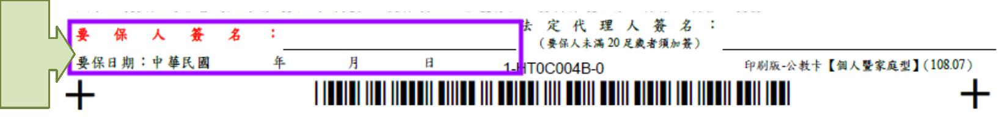 要保人簽名：
法定代理人簽名：
（要保人未滿20足歲者須加簽）
要保日期：中華民國 年 月 日
1-HT0C004B-0
印刷版-公教卡【個人暨家庭型】(108.07)